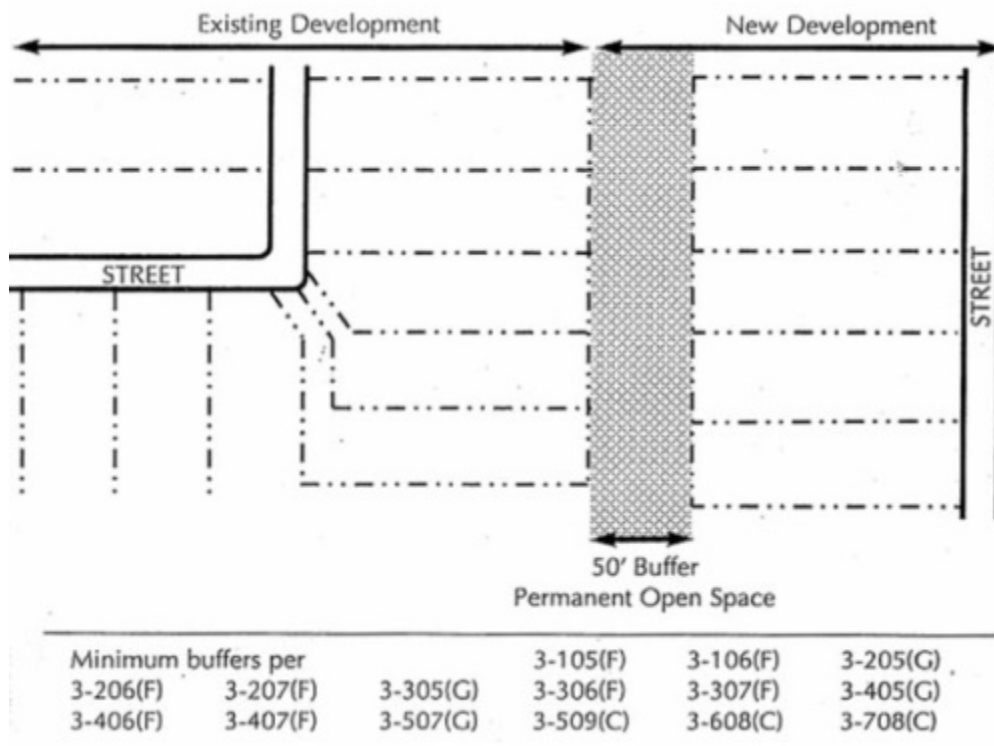 Existing Development
New Development
STREET
STREET
50' Buffer
Permanent Open Space
Minimum buffers per 3-105(F) 3-106(F) 3-205(G)
3-206(F) 3-207(F) 3-305(G) 3-306(F) 3-307(F) 3-405(G)
3-406(F) 3-407(F) 3-507(G) 3-509(C) 3-608(C) 3-708(C)